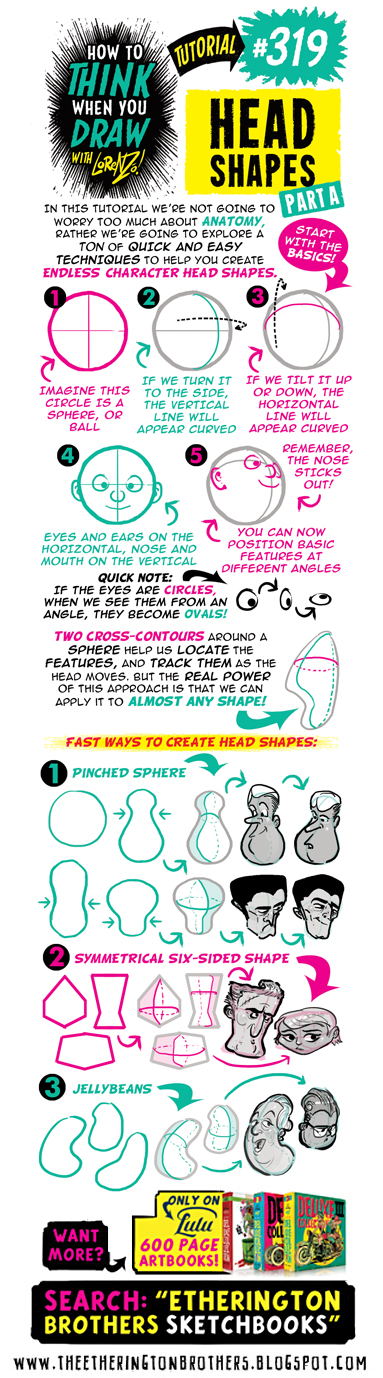 HOW TO
THINK
WHEN YOU
DRAW
WITH LORENZO!
TUTORIAL
#319
HEAD
SHAPES
PART A
IN THIS TUTORIAL WE'RE NOT GOING TO
WORRY TOO MUCH ABOUT ANATOMY,
RATHER WE'RE GOING TO EXPLORE A
TON OF QUICK AND EASY
TECHNIQUES TO HELP YOU CREATE
ENDLESS CHARACTER HEAD SHAPES.
START
WITH THE
BASICS!
1
IMAGINE THIS
CIRCLE IS A
SPHERE, OR
BALL
2
IF WE TURN IT
TO THE SIDE,
THE VERTICAL
LINE WILL
APPEAR CURVED
3
IF WE TILT IT UP
OR DOWN, THE
HORIZONTAL
LINE WILL
APPEAR CURVED
4
EYES AND EARS ON THE
HORIZONTAL, NOSE AND
MOUTH ON THE VERTICAL
5
REMEMBER,
THE NOSE
STICKS
OUT!
YOU CAN NOW
POSITION BASIC
FEATURES AT
DIFFERENT ANGLES
QUICK NOTE:
IF THE EYES ARE CIRCLES,
WHEN WE SEE THEM FROM AN
ANGLE, THEY BECOME OVALS!
TWO CROSS-CONTOURS AROUND A
SPHERE HELP US LOCATE THE
FEATURES, AND TRACK THEM AS THE
HEAD MOVES. BUT THE REAL POWER
OF THIS APPROACH IS THAT WE CAN
APPLY IT TO ALMOST ANY SHAPE!
FAST WAYS TO CREATE HEAD SHAPES:
1 PINCHED SPHERE
2 SYMMETRICAL SIX-SIDED SHAPE
3 JELLYBEANS
WANT
MORE?
ONLY ON
Lulu
600 PAGE
ARTBOOKS!
DELUXE
COLLECTION
III
SEARCH: "ETHERINGTON
BROTHERS SKETCHBOOKS"
WWW.THEETHERINGTONBROTHERS.BLOGSPOT.COM